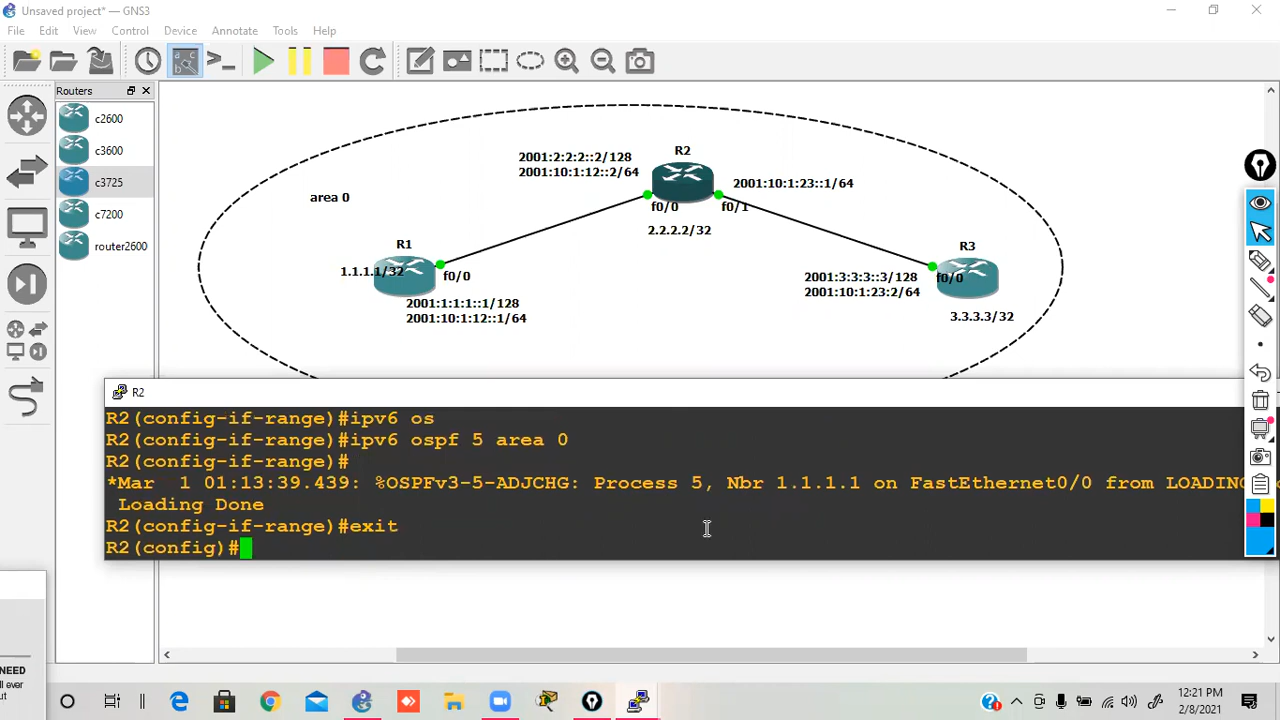 Unsaved project* — GNS3
File Edit View Control Device Annotate Tools Help
Routers
c2600
c3600
c3725
c7200
router2600
area 0
R2
2001:2:2:2::2/128
2001:10:1:12::2/64
2001:10:1:23::1/64
f0/0
f0/1
2.2.2.2/32
R1
1.1.1.1/32
f0/0
2001:1:1:1::1/128
2001:10:1:12::1/64
R3
2001:3:3:3::3/128
2001:10:1:23:2/64
f0/0
3.3.3.3/32
R2
R2(config-if-range)#ipv6 os
R2(config-if-range)#ipv6 ospf 5 area 0
R2(config-if-range)#
*Mar  1 01:13:39.439: %OSPFv3-5-ADJCHG: Process 5, Nbr 1.1.1.1 on FastEthernet0/0 from LOADING
 Loading Done
R2(config-if-range)#exit
R2(config)#
NEED
ll ever
ut
12:21 PM
2/8/2021